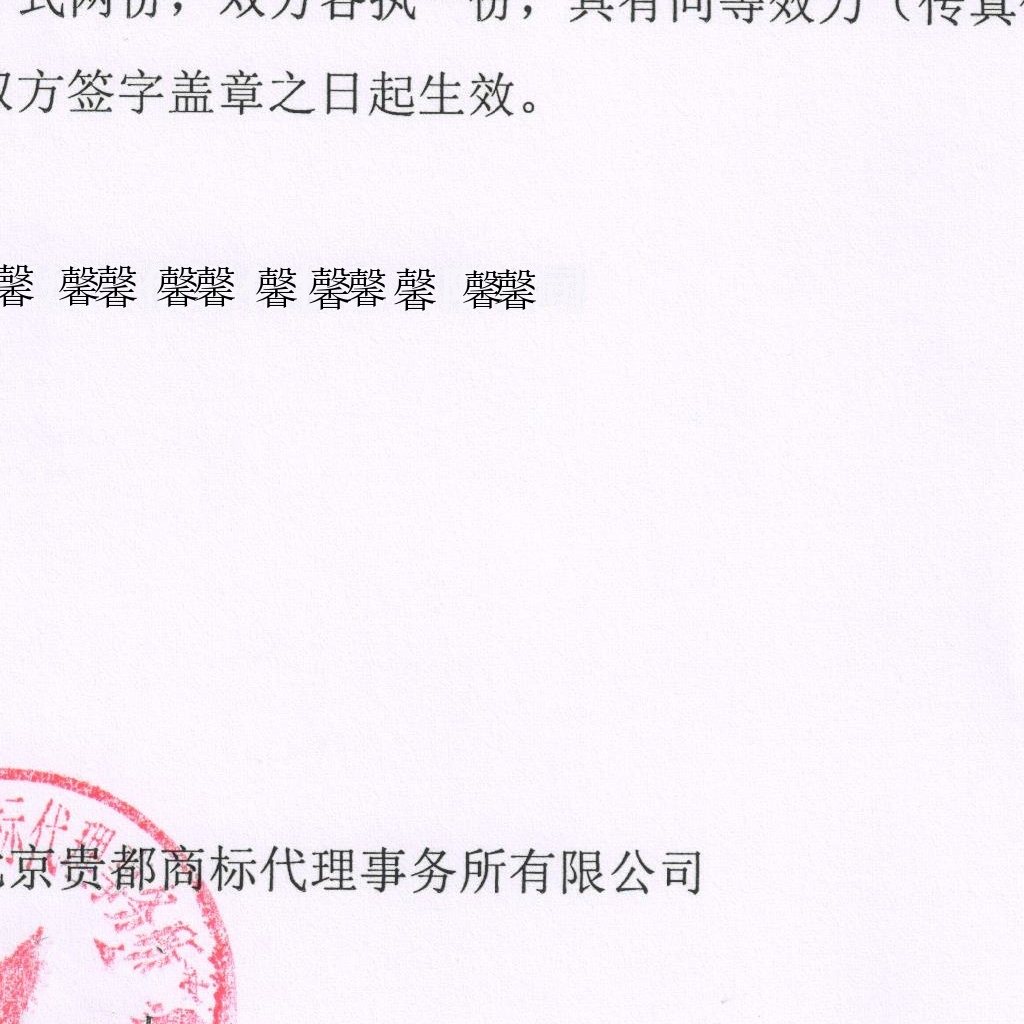 式两份，双方各执一份，具有同等效力（传真
双方签字盖章之日起生效。
馨 馨馨 馨馨 馨 馨馨 馨 馨馨
北京贵都商标代理事务所有限公司
标代理